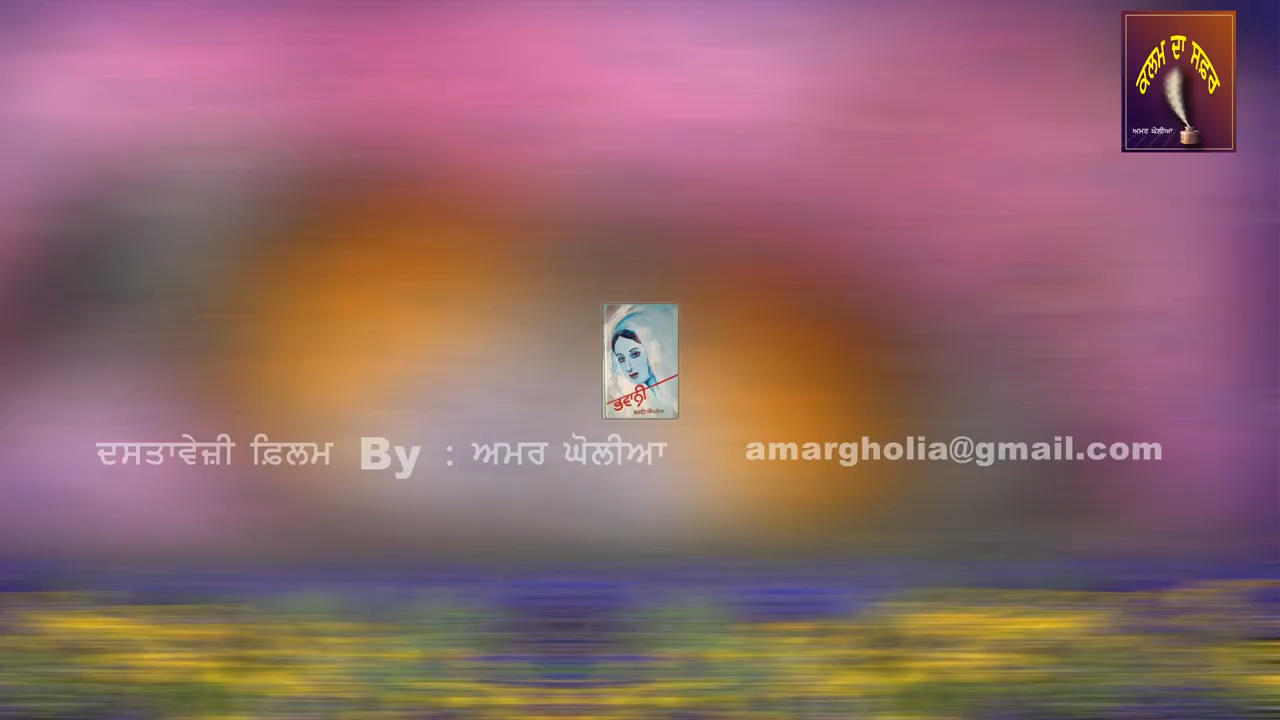 ਕਲਮ ਦਾ ਸਫ਼ਰ
ਅਮਰ ਘੋਲੀਆ
ਭਵਾਨੀ
ਦਸਤਾਵੇਜ਼ੀ ਫ਼ਿਲਮ By : ਅਮਰ ਘੋਲੀਆ amargholia@gmail.com